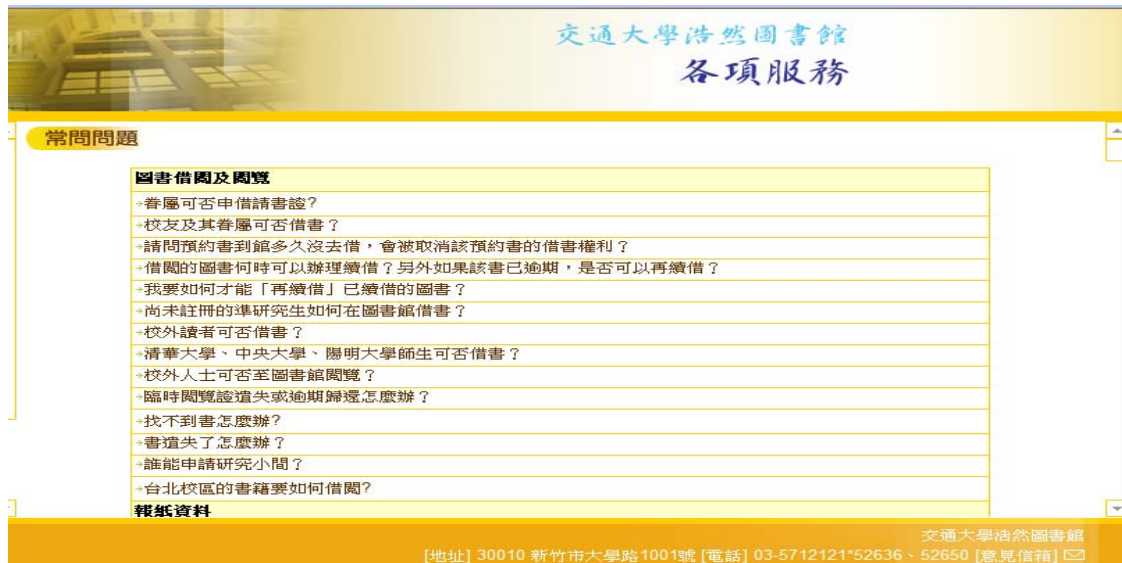 交通大學浩然圖書館
各項服務
常問問題
圖書借閱及閱覽
眷屬可否申借請書證?
校友及其眷屬可否借書？
請問預約書到館多久沒去借，會被取消該預約書的借書權利？
借閱的圖書何時可以辦理續借？另外如果該書已逾期，是否可以再續借？
我要如何才能「再續借」已續借的圖書？
尚未註冊的準研究生如何在圖書館借書？
校外讀者可否借書？
清華大學、中央大學、陽明大學師生可否借書？
校外人士可否至圖書館閱覽？
臨時閱覽證遺失或逾期歸還怎麼辦？
找不到書怎麼辦?
書遺失了怎麼辦？
誰能申請研究小間？
台北校區的書籍要如何借閱?
報紙資料
交通大學浩然圖書館
[地址] 30010 新竹市大學路1001號 [電話] 03-5712121*52636、52650 [意見信箱]